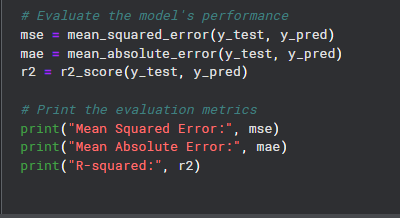 # Evaluate the model's performance
mse = mean_squared_error(y_test, y_pred)
mae = mean_absolute_error(y_test, y_pred)
r2 = r2_score(y_test, y_pred)
# Print the evaluation metrics
print("Mean Squared Error:", mse)
print("Mean Absolute Error:", mae)
print("R-squared:", r2)